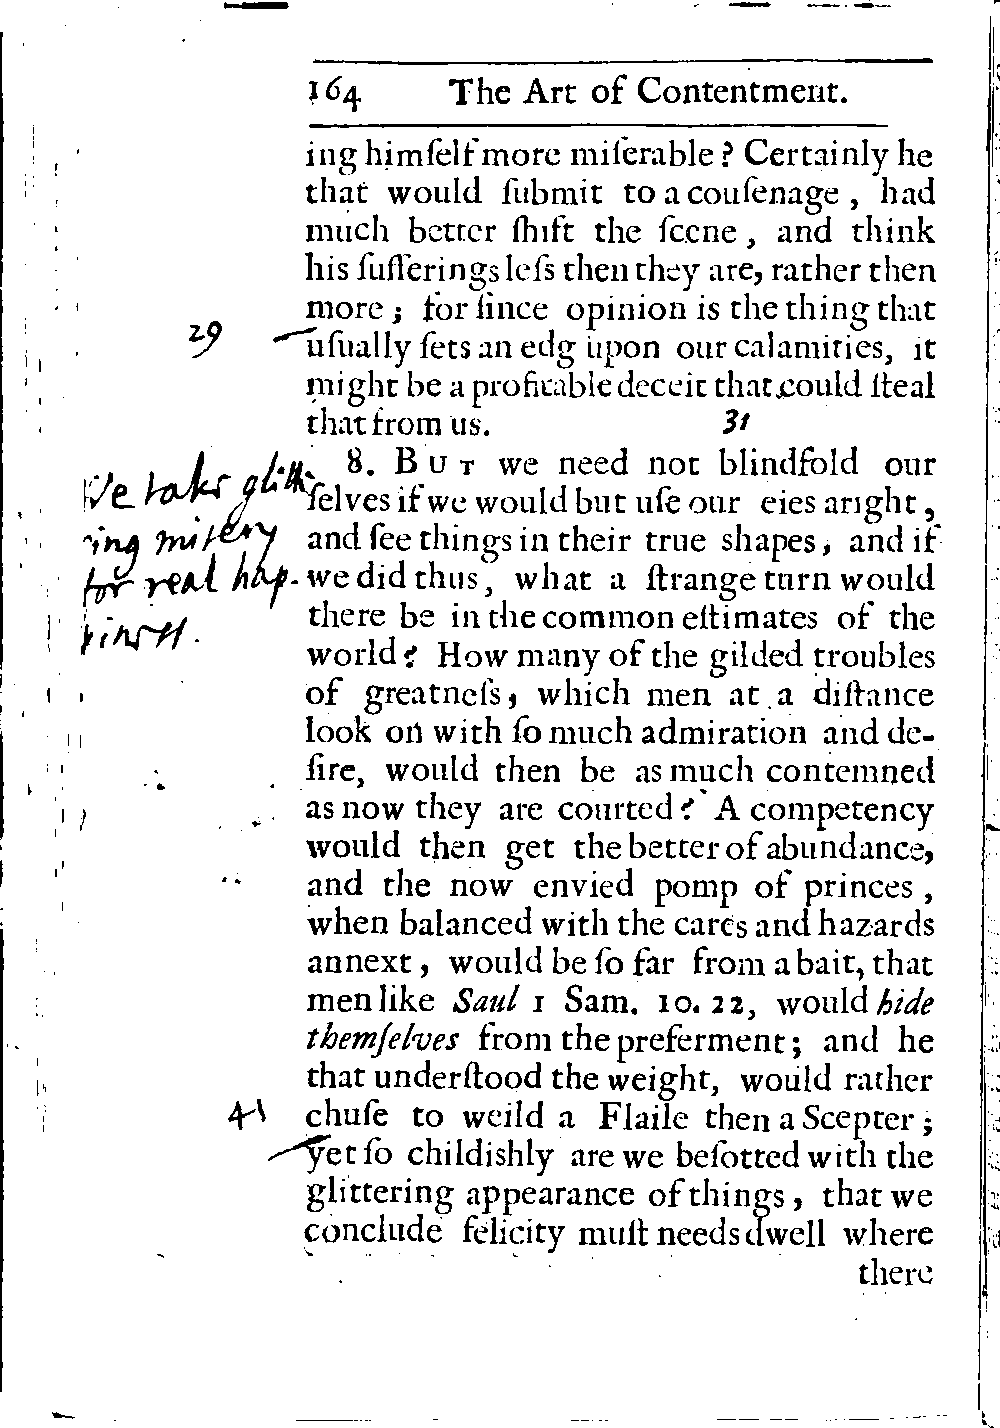 164 The Art of Contentment.
ing himſelf more miſerable? Certainly he
that would ſubmit to a couſenage, had
much better ſhift the ſcene, and think
his ſufferings leſs then they are, rather then
more; for ſince opinion is the thing that
29
uſually ſets an edg upon our calamities, it
might be a profitable deceit that could ſteal
that from us. 31
8. BUT we need not blindfold our
We take glitte
ſelves if we would but uſe our eies aright,
ring misery
and ſee things in their true shapes, and if
for real hap-
we did thus, what a ſtrange turn would
there be in the common eſtimates of the
piness.
world? How many of the gilded troubles
of greatneſs, which men at a diſtance
look on with ſo much admiration and de-
ſire, would then be as much contemned
as now they are courted? A competency
would then get the better of abundance,
and the now envied pomp of princes,
when balanced with the cares and hazards
annext, would be ſo far from a bait, that
men like Saul 1 Sam. 10. 22, would hide
themſelves from the preferment; and he
that underſtood the weight, would rather
41
chuſe to weild a Flaile then a Scepter;
yet ſo childishly are we beſotted with the
glittering appearance of things, that we
conclude felicity muſt needs dwell where
there